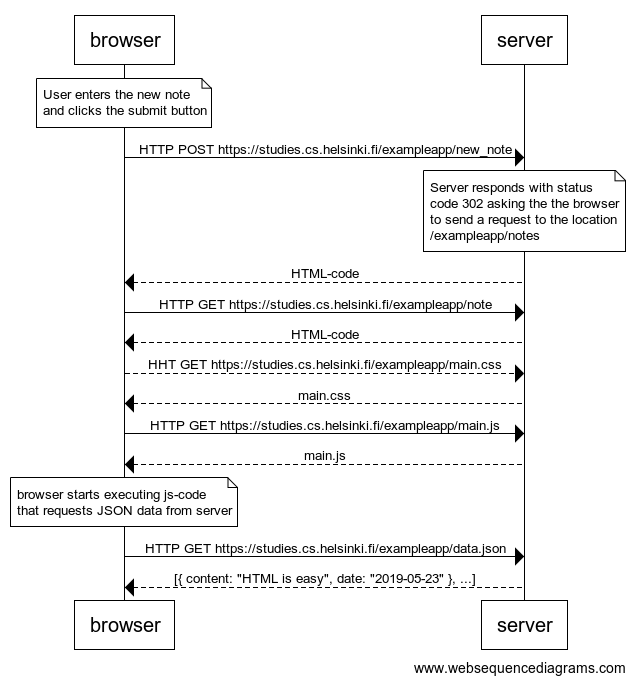 browser
server
User enters the new note
and clicks the submit button
HTTP POST https://studies.cs.helsinki.fi/exampleapp/new_note
Server responds with status
code 302 asking the the browser
to send a request to the location
/exampleapp/notes
HTML-code
HTTP GET https://studies.cs.helsinki.fi/exampleapp/note
HTML-code
HHT GET https://studies.cs.helsinki.fi/exampleapp/main.css
main.css
HTTP GET https://studies.cs.helsinki.fi/exampleapp/main.js
main.js
browser starts executing js-code
that requests JSON data from server
HTTP GET https://studies.cs.helsinki.fi/exampleapp/data.json
[{ content: "HTML is easy", date: "2019-05-23" }, ...]
browser
server
www.websequencediagrams.com